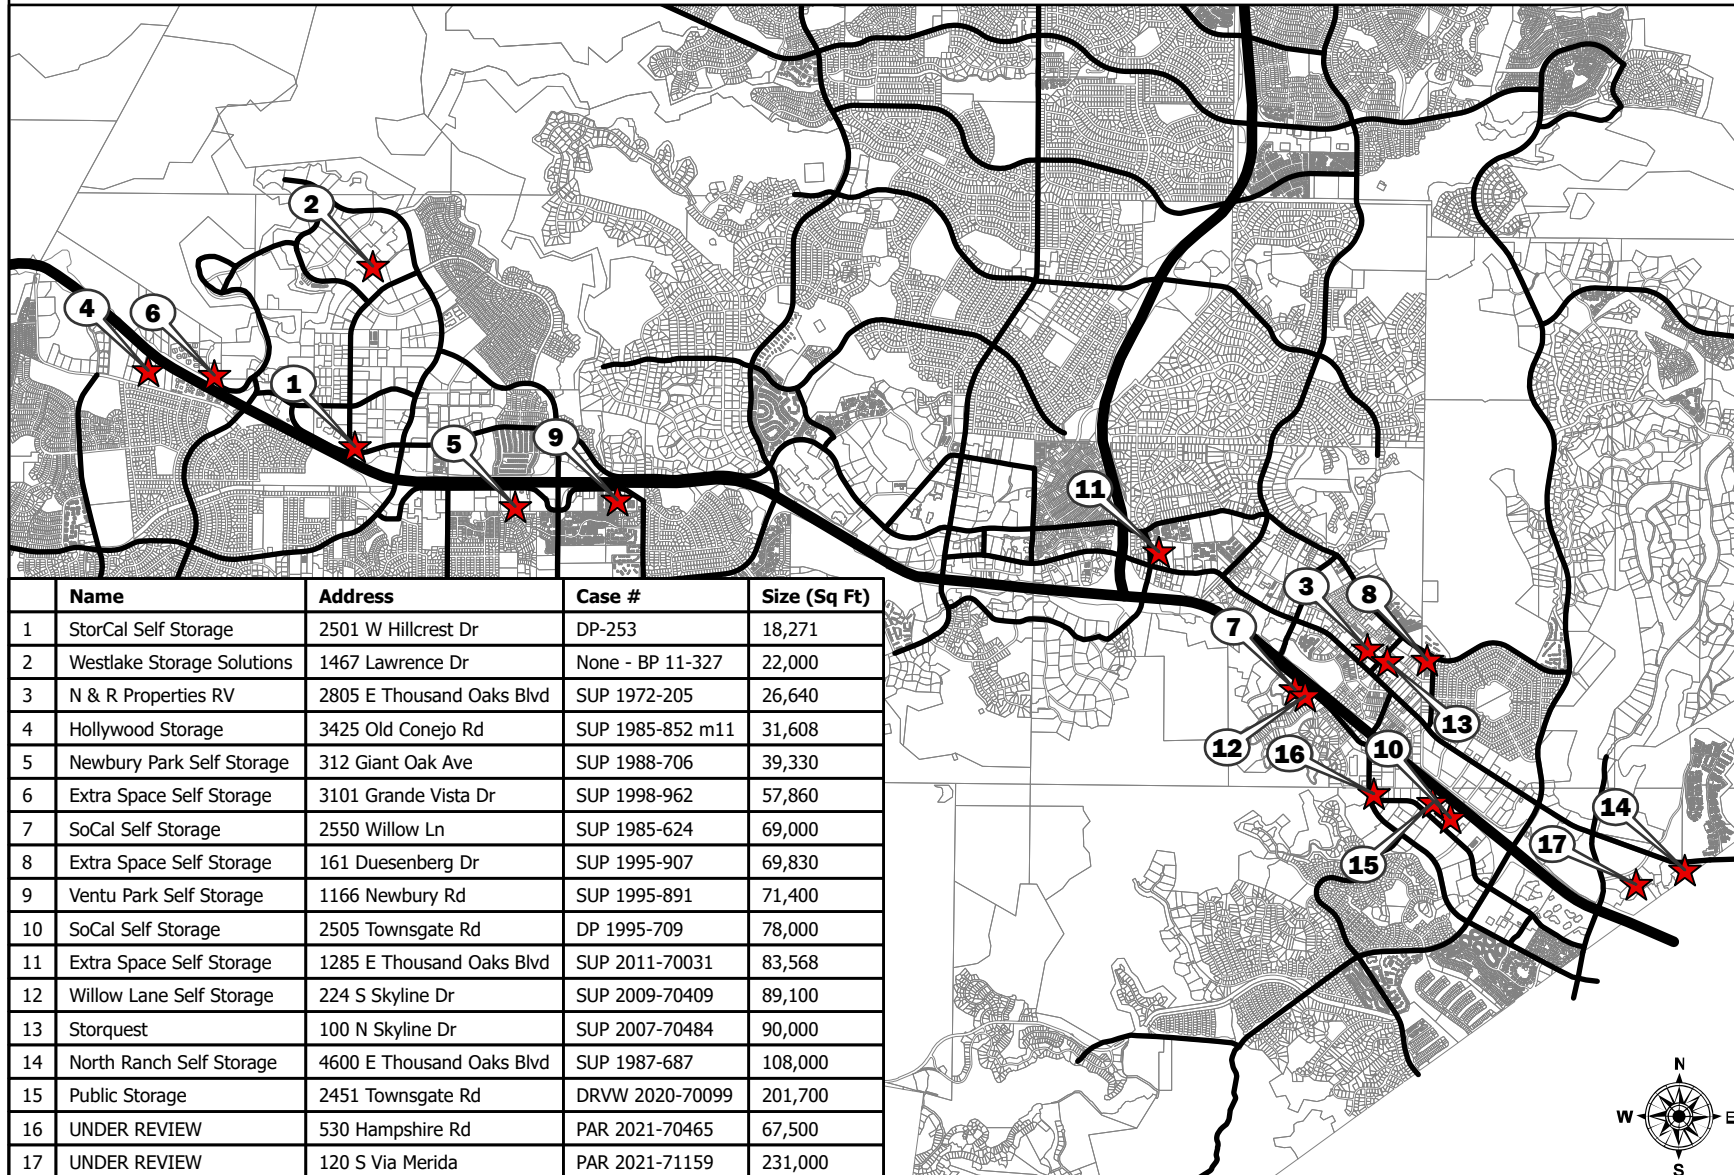 2
4
6
1
5
9
11
3
8
7
13
12
16
10
14
15
17
Name Address Case # Size (Sq Ft)
1 StorCal Self Storage 2501 W Hillcrest Dr DP-253 18,271
2 Westlake Storage Solutions 1467 Lawrence Dr None - BP 11-327 22,000
3 N & R Properties RV 2805 E Thousand Oaks Blvd SUP 1972-205 26,640
4 Hollywood Storage 3425 Old Conejo Rd SUP 1985-852 m11 31,608
5 Newbury Park Self Storage 312 Giant Oak Ave SUP 1988-706 39,330
6 Extra Space Self Storage 3101 Grande Vista Dr SUP 1998-962 57,860
7 SoCal Self Storage 2550 Willow Ln SUP 1985-624 69,000
8 Extra Space Self Storage 161 Duesenberg Dr SUP 1995-907 69,830
9 Ventu Park Self Storage 1166 Newbury Rd SUP 1995-891 71,400
10 SoCal Self Storage 2505 Townsgate Rd DP 1995-709 78,000
11 Extra Space Self Storage 1285 E Thousand Oaks Blvd SUP 2011-70031 83,568
12 Willow Lane Self Storage 224 S Skyline Dr SUP 2009-70409 89,100
13 Storquest 100 N Skyline Dr SUP 2007-70484 90,000
14 North Ranch Self Storage 4600 E Thousand Oaks Blvd SUP 1987-687 108,000
15 Public Storage 2451 Townsgate Rd DRVW 2020-70099 201,700
16 UNDER REVIEW 530 Hampshire Rd PAR 2021-70465 67,500
17 UNDER REVIEW 120 S Via Merida PAR 2021-71159 231,000
N
W E
S